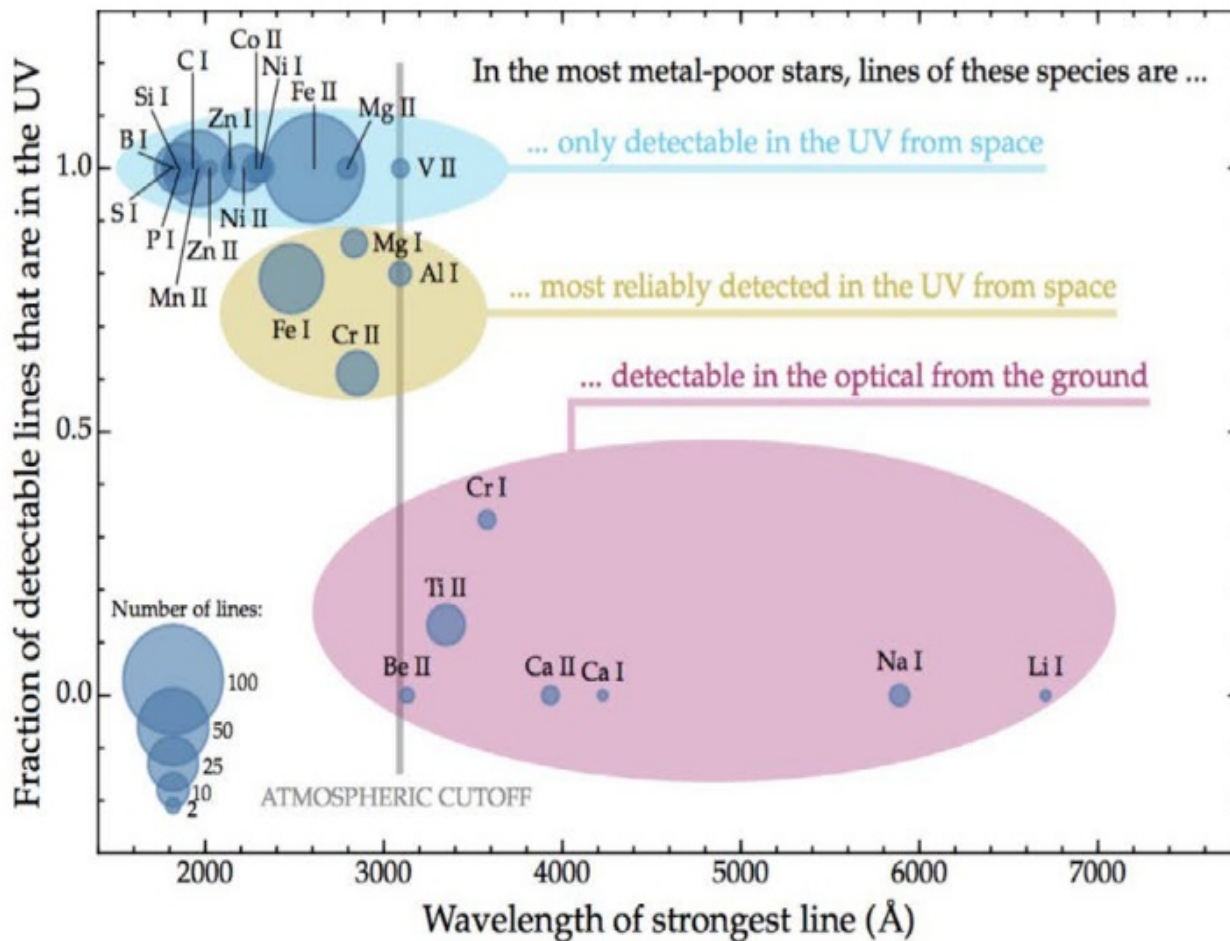 In the most metal-poor stars, lines of these species are ...
Co II
C I
Ni I
Si I
Fe II
Zn I
Mg II
B I
... only detectable in the UV from space
1.0
V II
S I
P I
Ni II
Zn II
Mn II
Mg I
Al I
... most reliably detected in the UV from space
Fe I
Cr II
... detectable in the optical from the ground
0.5
Cr I
Ti II
Number of lines:
100
50
25
10
2
Be II
Ca II
Ca I
Na I
Li I
0.0
ATMOSPHERIC CUTOFF
Fraction of detectable lines that are in the UV
2000 3000 4000 5000 6000 7000
Wavelength of strongest line (Å)